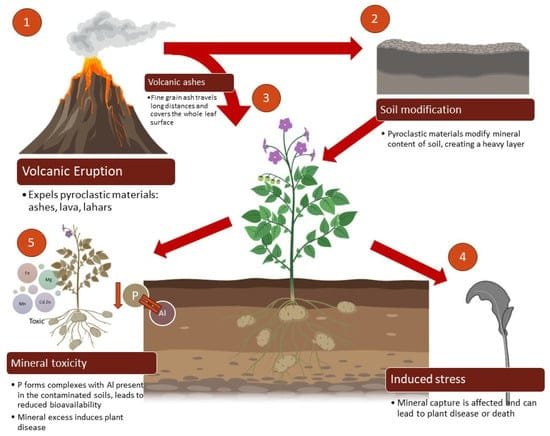 1
2
Volcanic ashes
• Fine grain ash travels
long distances and
covers the whole leaf
surface
3
Soil modification
• Pyroclastic materials modify mineral
content of soil, creating a heavy layer
Volcanic Eruption
• Expels pyroclastic materials:
ashes, lava, lahars
5
Fe
Mg
Mn
Cd Zn
Toxic
P
Al
4
Mineral toxicity
• P forms complexes with Al present
in the contaminated soils, leads to
reduced bioavailability
• Mineral excess induces plant
disease
Induced stress
• Mineral capture is affected and can
lead to plant disease or death